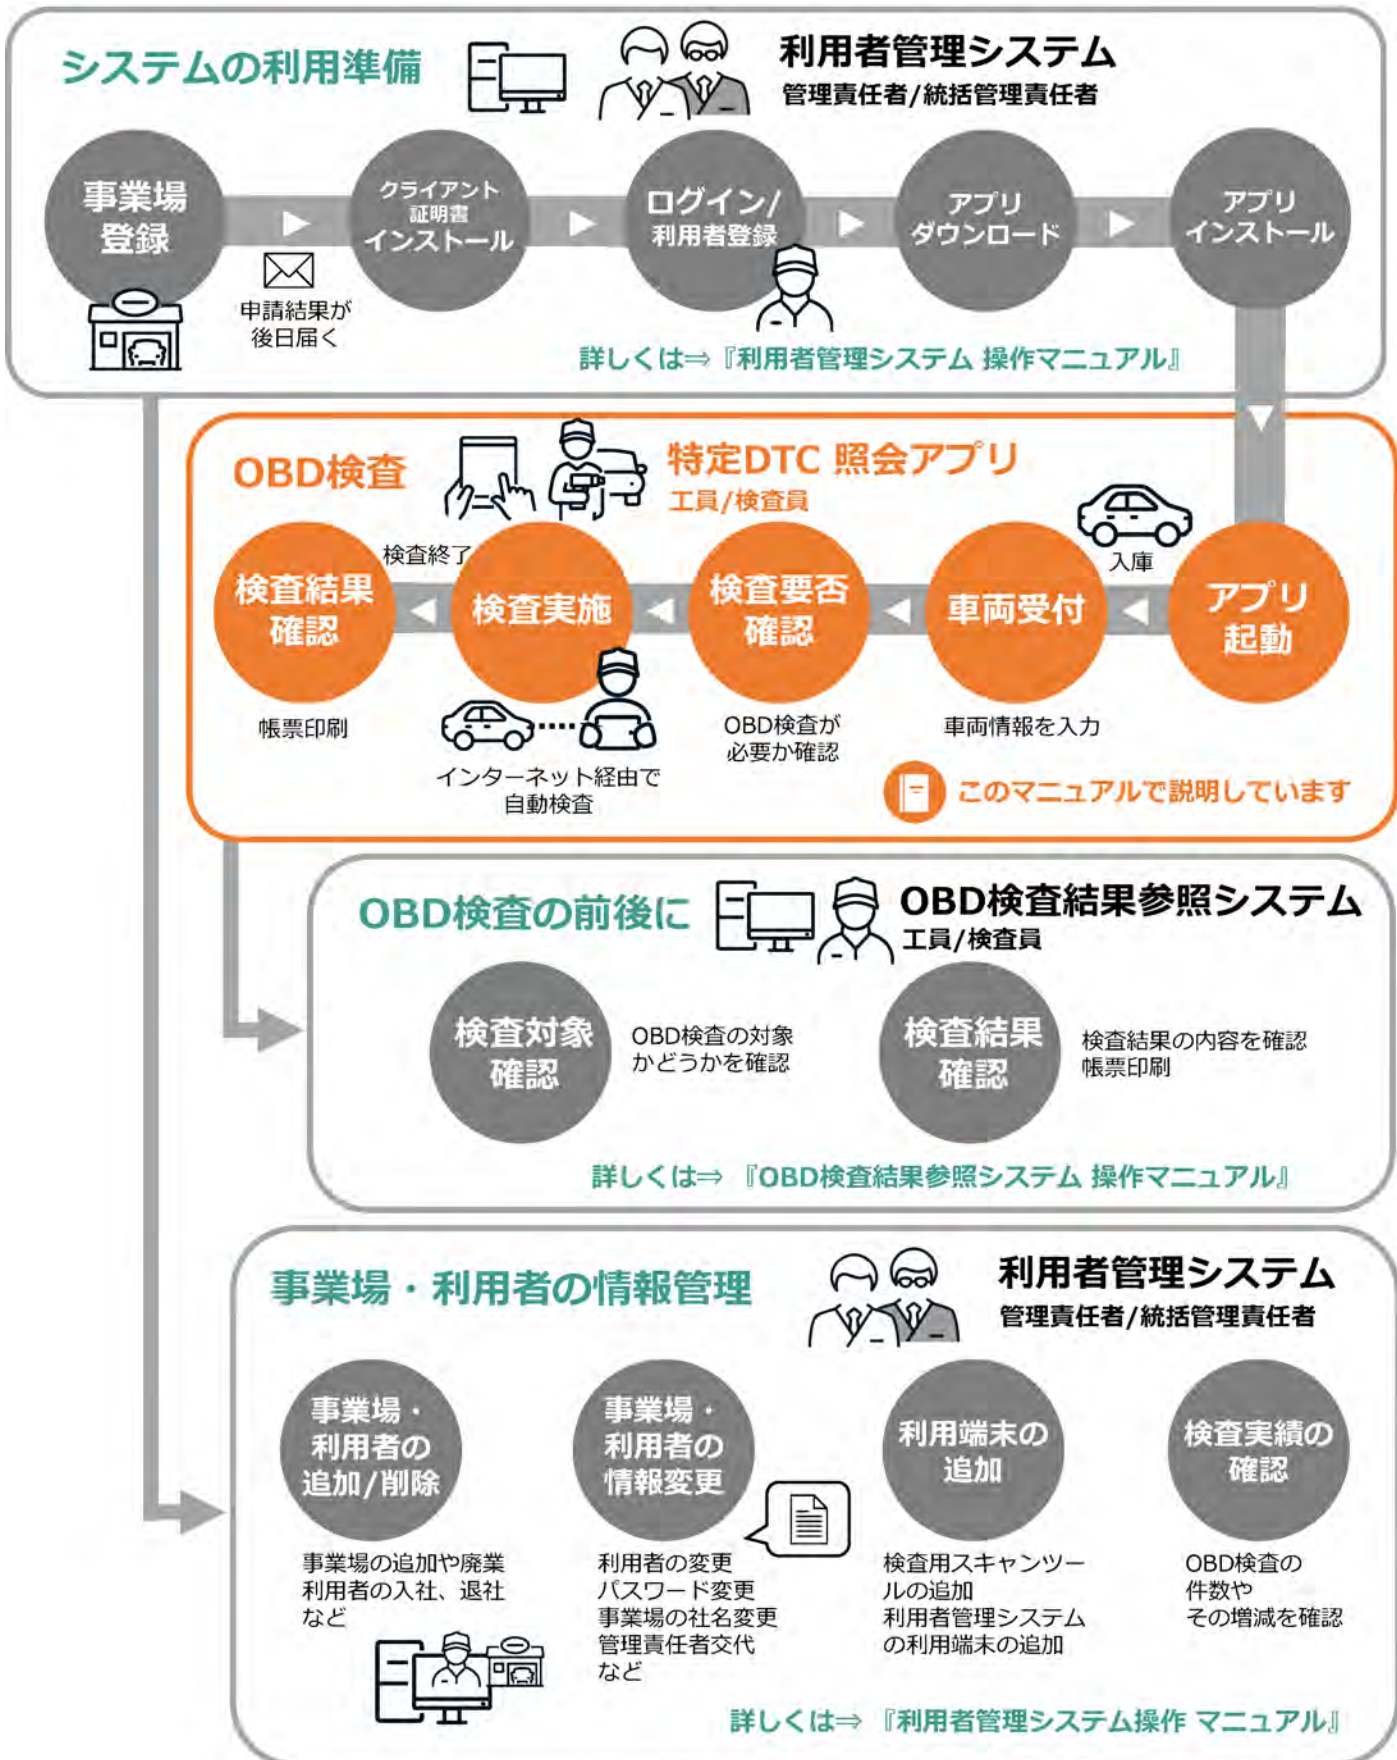 システムの利用準備
利用者管理システム
管理責任者/統括管理責任者
事業場
登録
クライアント
証明書
インストール
ログイン/
利用者登録
アプリ
ダウンロード
アプリ
インストール
申請結果が
後日届く
詳しくは⇒『利用者管理システム 操作マニュアル』
OBD検査
特定DTC 照会アプリ
工員/検査員
入庫
アプリ
起動
車両受付
車両情報を入力
検査要否
確認
OBD検査が
必要か確認
検査実施
インターネット経由で
自動検査
検査終了
検査結果
確認
帳票印刷
このマニュアルで説明しています
OBD検査の前後に
OBD検査結果参照システム
工員/検査員
検査対象
確認
OBD検査の対象
かどうかを確認
検査結果
確認
検査結果の内容を確認
帳票印刷
詳しくは⇒ 『OBD検査結果参照システム 操作マニュアル』
事業場・利用者の情報管理
利用者管理システム
管理責任者/統括管理責任者
事業場・
利用者の
追加/削除
事業場の追加や廃業
利用者の入社、退社
など
事業場・
利用者の
情報変更
利用者の変更
パスワード変更
事業場の社名変更
管理責任者交代
など
利用端末の
追加
検査用スキャンツー
ルの追加
利用者管理システム
の利用端末の追加
検査実績の
確認
OBD検査の
件数や
その増減を確認
詳しくは⇒ 『利用者管理システム操作 マニュアル』